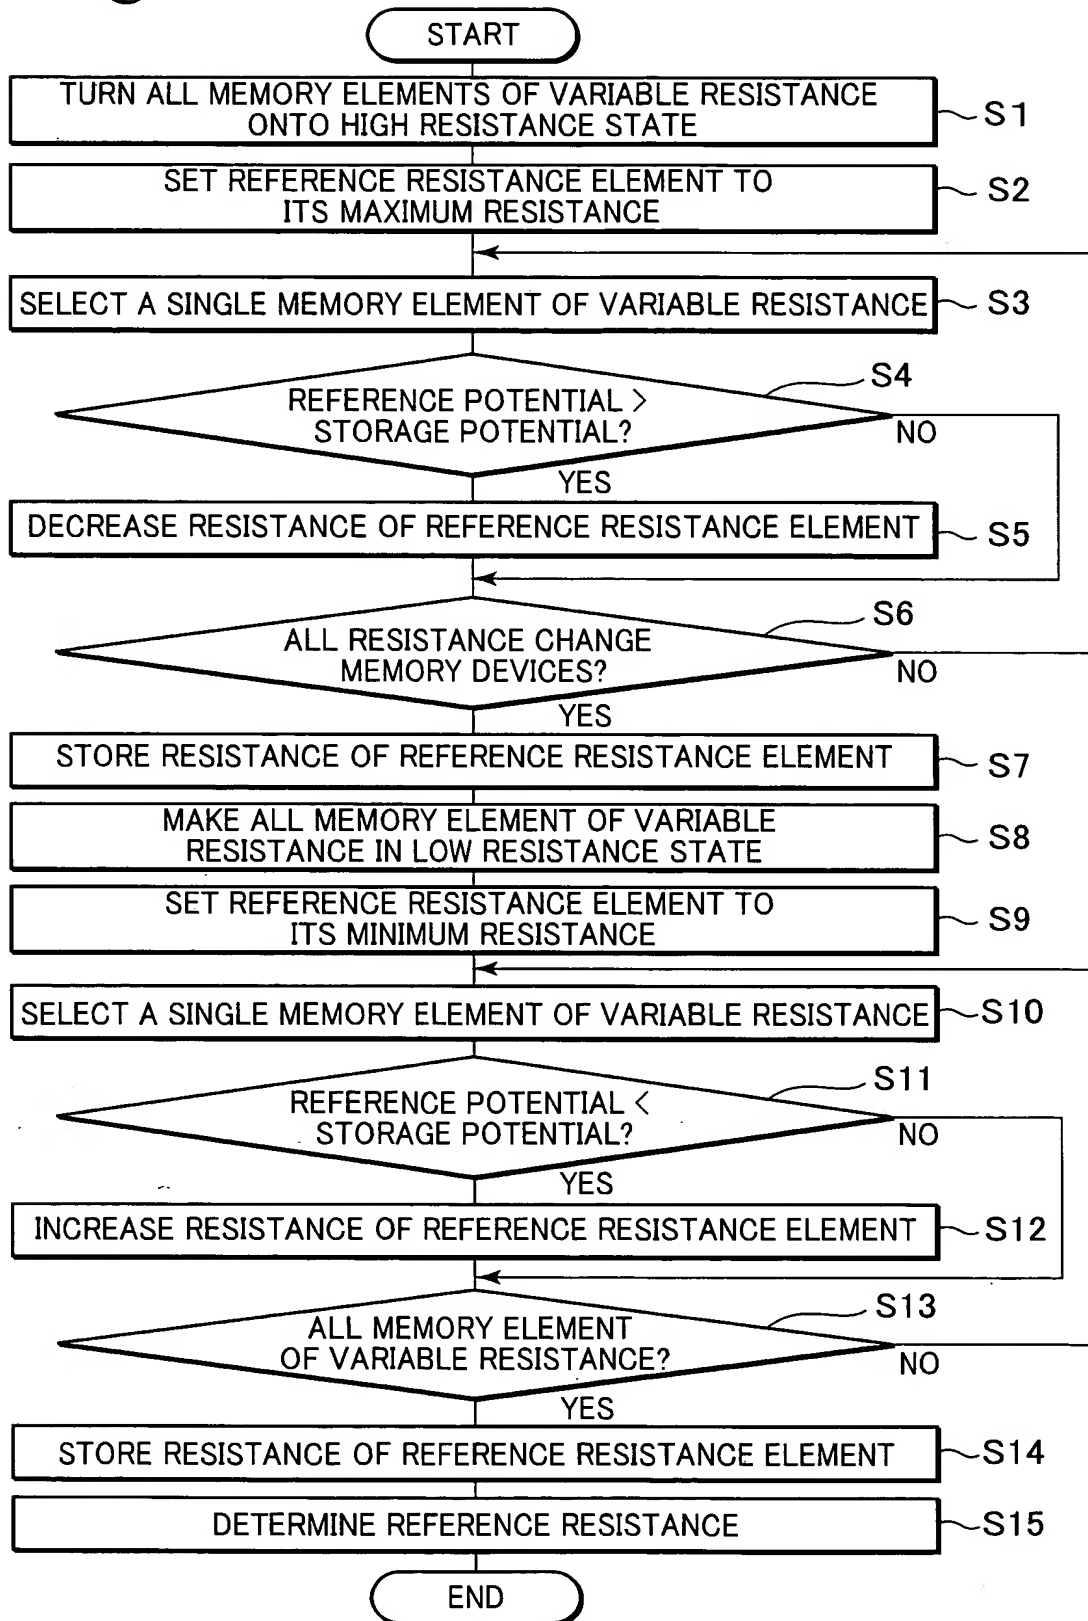 START
TURN ALL MEMORY ELEMENTS OF VARIABLE RESISTANCE
ONTO HIGH RESISTANCE STATE
S1
SET REFERENCE RESISTANCE ELEMENT TO
ITS MAXIMUM RESISTANCE
S2
SELECT A SINGLE MEMORY ELEMENT OF VARIABLE RESISTANCE
S3
REFERENCE POTENTIAL >
STORAGE POTENTIAL?
S4
NO
YES
DECREASE RESISTANCE OF REFERENCE RESISTANCE ELEMENT
S5
ALL RESISTANCE CHANGE
MEMORY DEVICES?
S6
NO
YES
STORE RESISTANCE OF REFERENCE RESISTANCE ELEMENT
S7
MAKE ALL MEMORY ELEMENT OF VARIABLE
RESISTANCE IN LOW RESISTANCE STATE
S8
SET REFERENCE RESISTANCE ELEMENT TO
ITS MINIMUM RESISTANCE
S9
SELECT A SINGLE MEMORY ELEMENT OF VARIABLE RESISTANCE
S10
REFERENCE POTENTIAL <
STORAGE POTENTIAL?
S11
NO
YES
INCREASE RESISTANCE OF REFERENCE RESISTANCE ELEMENT
S12
ALL MEMORY ELEMENT
OF VARIABLE RESISTANCE?
S13
NO
YES
STORE RESISTANCE OF REFERENCE RESISTANCE ELEMENT
S14
DETERMINE REFERENCE RESISTANCE
S15
END